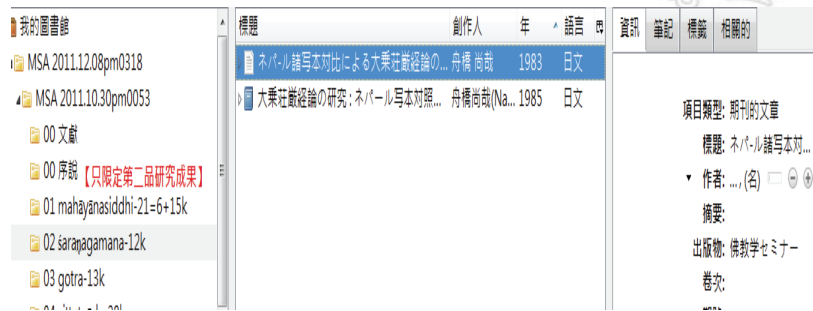 我的圖書館
MSA 2011.12.08pm0318
MSA 2011.10.30pm0053
00 文獻
00 序說【只限定第二品研究成果】
01 mahāyānasiddhi-21=6+15k
02 śaraṇagamana-12k
03 gotra-13k
標題 創作人 年 語言
ネパール諸写本対比による大乗荘厳経論の... 舟橋 尚哉 1983 日文
大乗荘厳経論の研究 : ネパール写本対照... 舟橋尚哉(Na... 1985 日文
資訊 筆記 標籤 相關的
項目類型: 期刊的文章
標題: ネパール諸写本対...
作者: ... , (名)
摘要:
出版物: 佛教学セミナー
卷次: